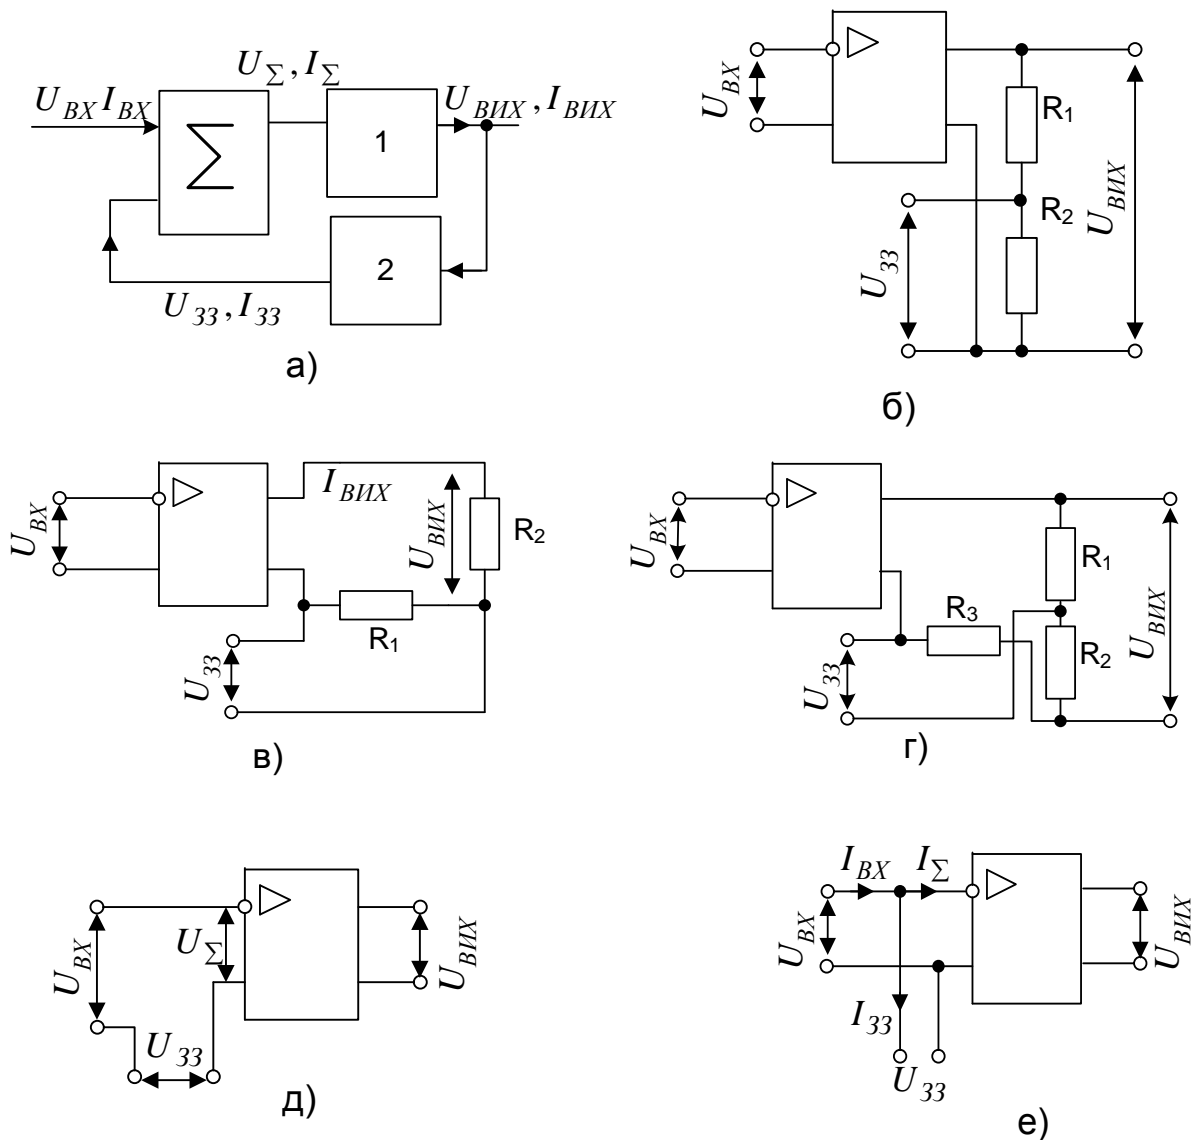 U_ВХ I_ВХ
U_Σ, I_Σ
Σ
1
U_ВИХ, I_ВИХ
2
U_ЗЗ, I_ЗЗ
а)
U_ВХ
R1
R2
U_ЗЗ
U_ВИХ
б)
U_ВХ
I_ВИХ
U_ВИХ
R2
R1
U_ЗЗ
в)
U_ВХ
R1
R3
R2
U_ЗЗ
U_ВИХ
г)
U_ВХ
U_Σ
U_ЗЗ
U_ВИХ
д)
I_ВХ
I_Σ
U_ВХ
I_ЗЗ
U_ЗЗ
U_ВИХ
е)